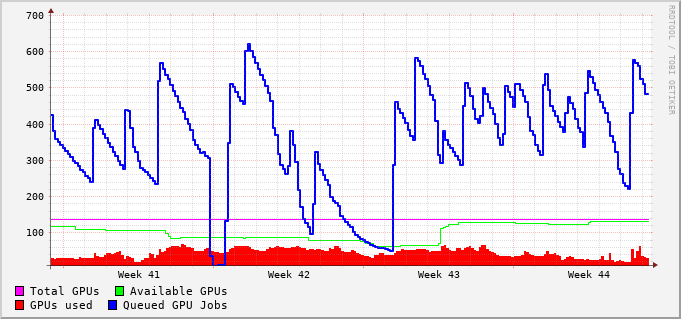 700
600
500
400
300
200
100
Week 41 Week 42 Week 43 Week 44
Total GPUs Available GPUs
GPUs used Queued GPU Jobs
RRDTOOL / TOBI OETIKER